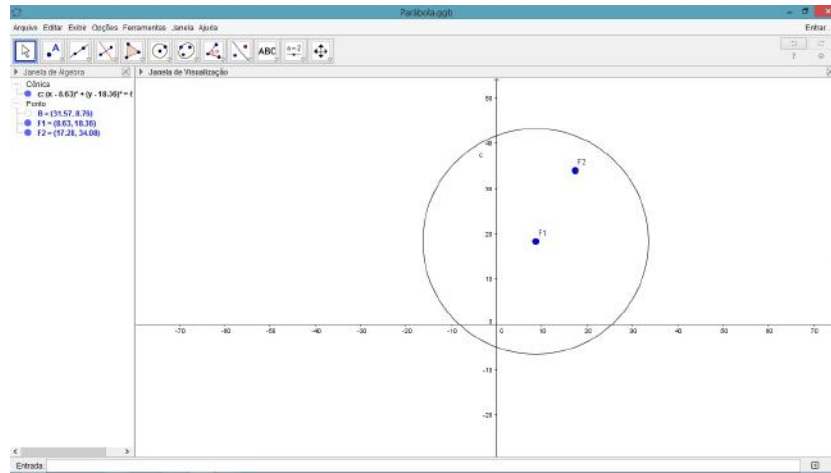 Parábola.ggb
Arquivo Editar Exibir Opções Ferramentas Janela Ajuda
Entrar
ABC
a=2
Janela de Álgebra
Janela de Visualização
Cônica
c: (x - 8.63)² + (y - 18.36)² = 6
Ponto
B = (31.57, 8.76)
F1 = (8.63, 18.36)
F2 = (17.28, 34.08)
50
40
c
F2
30
20
F1
10
0
-70 -60 -50 -40 -30 -20 -10 0 10 20 30 40 50 60 70
-10
-20
Entrada: